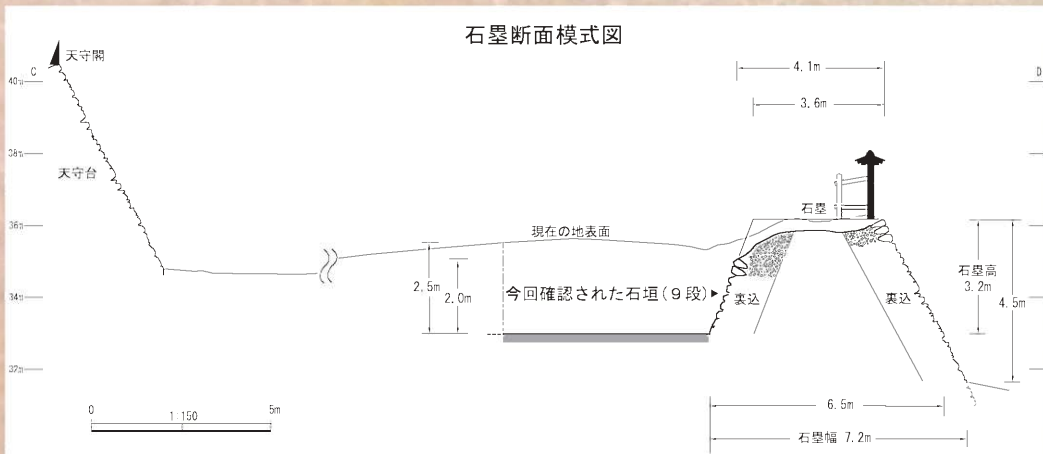 石塁断面模式図
天守閣
C
D
4.1m
3.6m
40m
38m
天守台
36m
34m
32m
石塁
現在の地表面
2.5m
2.0m
今回確認された石垣(9段)
裏込
裏込
石塁高
3.2m
4.5m
6.5m
石塁幅 7.2m
0
1:150
5m